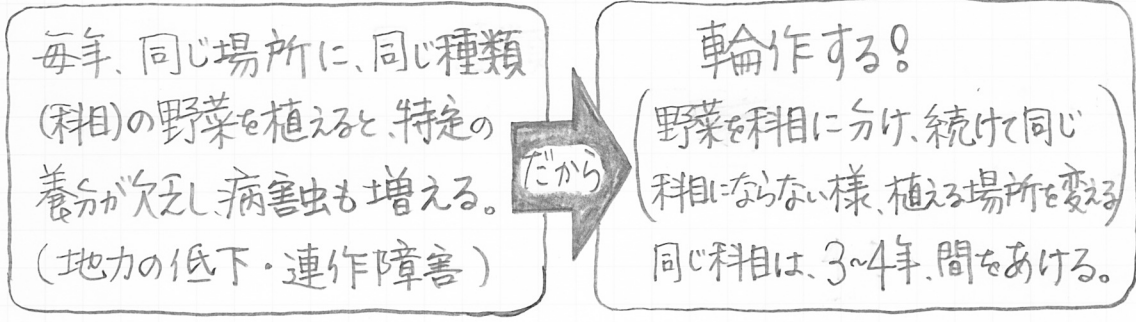 毎年、同じ場所に、同じ種類
(科目)の野菜を植えると、特定の
養分が欠乏し、病害虫も増える。
(地力の低下・連作障害)
だから
輪作する!
(野菜を科目に分け、続けて同じ
科目にならない様、植える場所を変える)
同じ科目は、3~4年、間をあける。